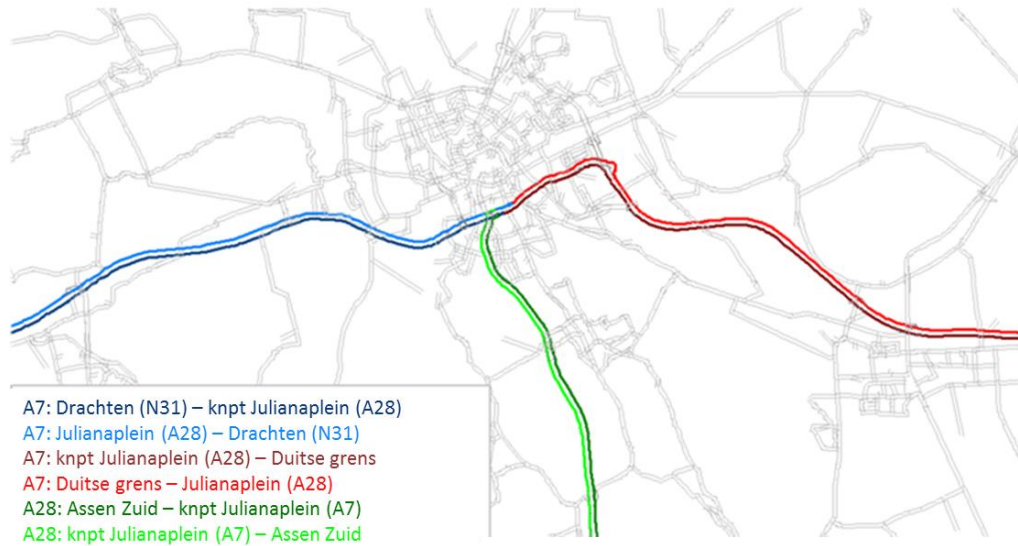 A7: Drachten (N31) – knpt Julianaplein (A28)
A7: Julianaplein (A28) – Drachten (N31)
A7: knpt Julianaplein (A28) – Duitse grens
A7: Duitse grens – Julianaplein (A28)
A28: Assen Zuid – knpt Julianaplein (A7)
A28: knpt Julianaplein (A7) – Assen Zuid